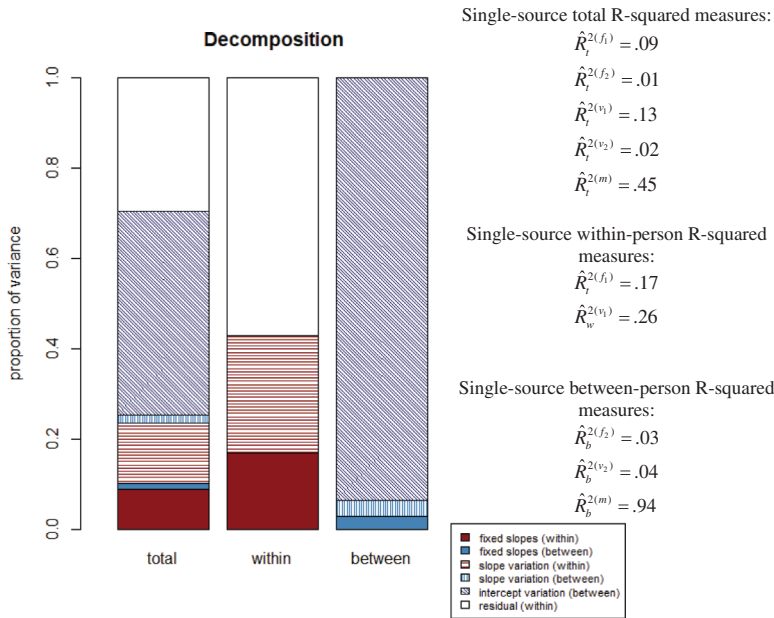 Decomposition
proportion of variance
1.0
0.8
0.6
0.4
0.2
0.0
total within between
Single-source total R-squared measures:
R̂ₜ²⁽ᶠ₁⁾ = .09
R̂ₜ²⁽ᶠ₂⁾ = .01
R̂ₜ²⁽ᵛ₁⁾ = .13
R̂ₜ²⁽ᵛ₂⁾ = .02
R̂ₜ²⁽ᵐ⁾ = .45
Single-source within-person R-squared
measures:
R̂ₜ²⁽ᶠ₁⁾ = .17
R̂_w²⁽ᵛ₁⁾ = .26
Single-source between-person R-squared
measures:
R̂_b²⁽ᶠ₂⁾ = .03
R̂_b²⁽ᵛ₂⁾ = .04
R̂_b²⁽ᵐ⁾ = .94
fixed slopes (within)
fixed slopes (between)
slope variation (within)
slope variation (between)
intercept variation (between)
residual (within)